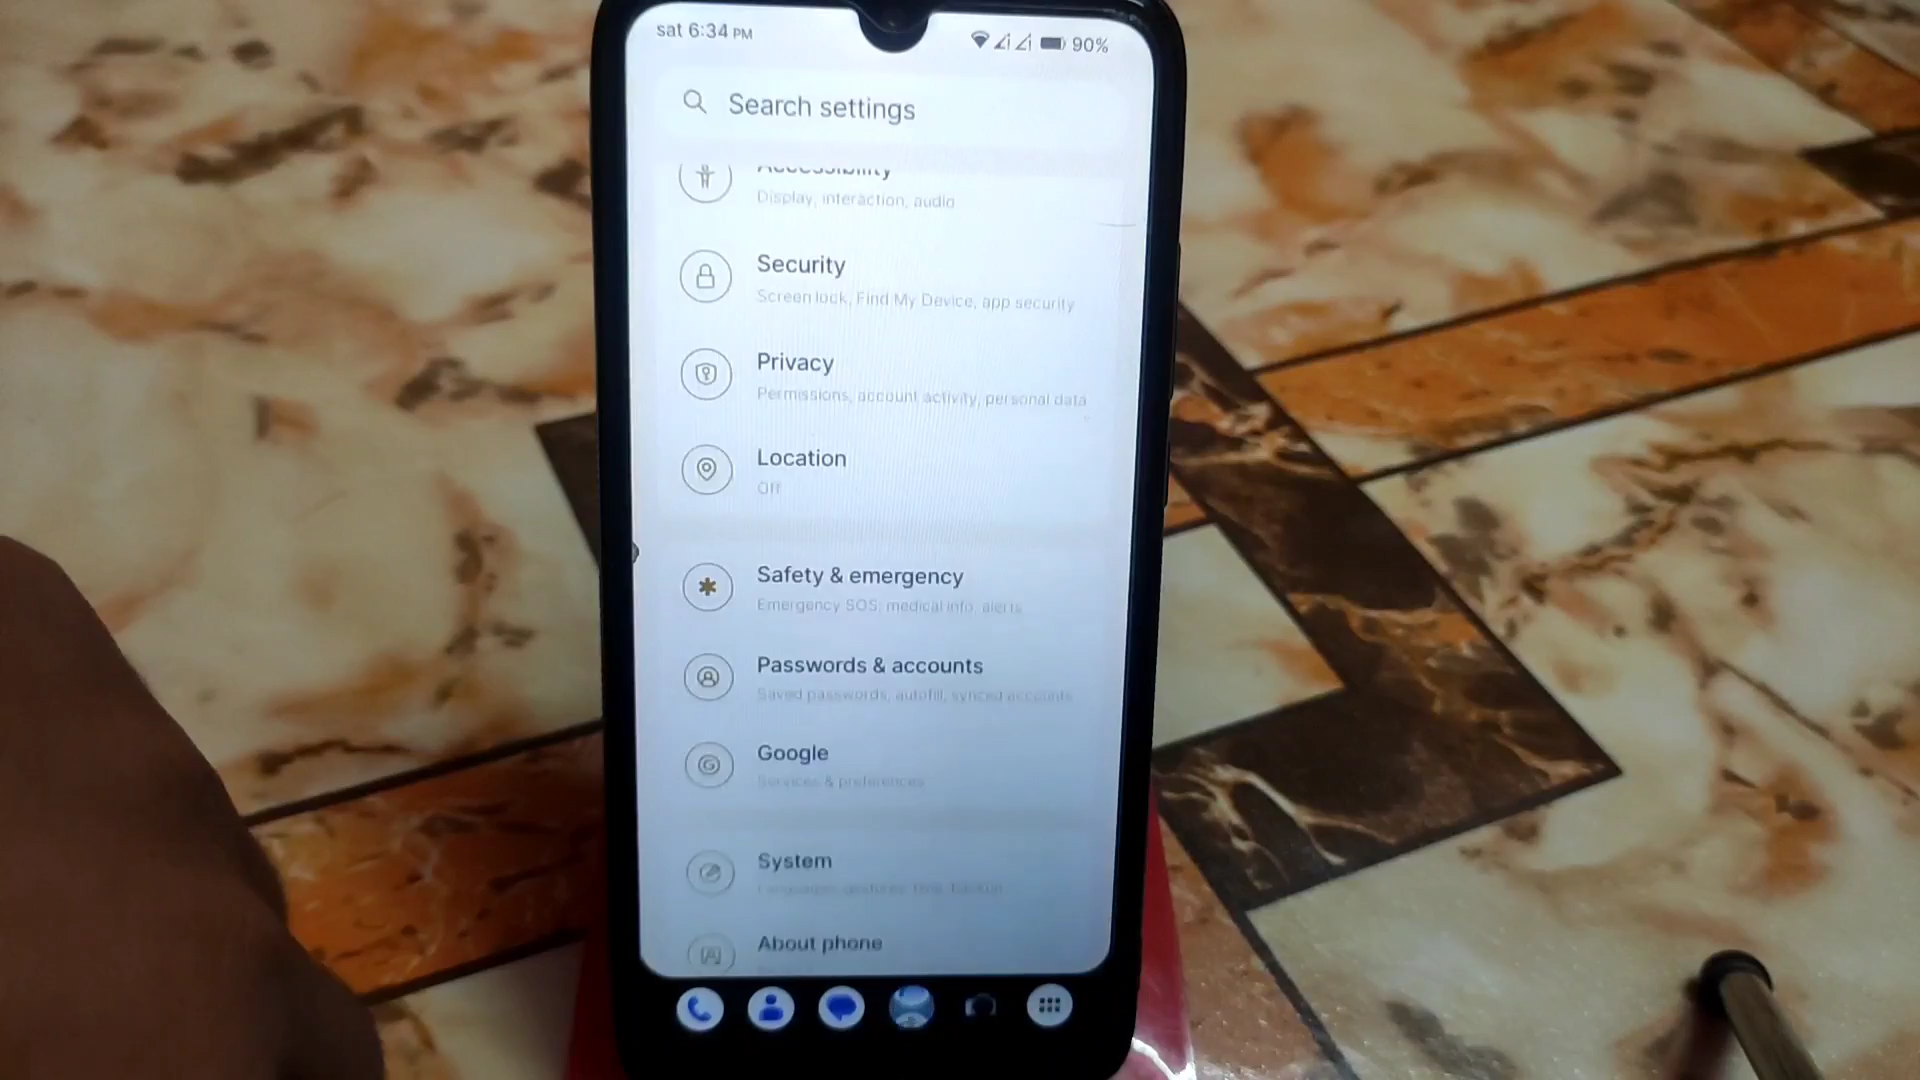 sat 6:34 PM
90%
Search settings
Accessibility
Display, interaction, audio
Security
Screen lock, Find My Device, app security
Privacy
Permissions, account activity, personal data
Location
Off
Safety & emergency
Emergency SOS, medical info, alerts
Passwords & accounts
Saved passwords, autofill, synced accounts
Google
Services & preferences
System
Languages, gestures, time, backup
About phone